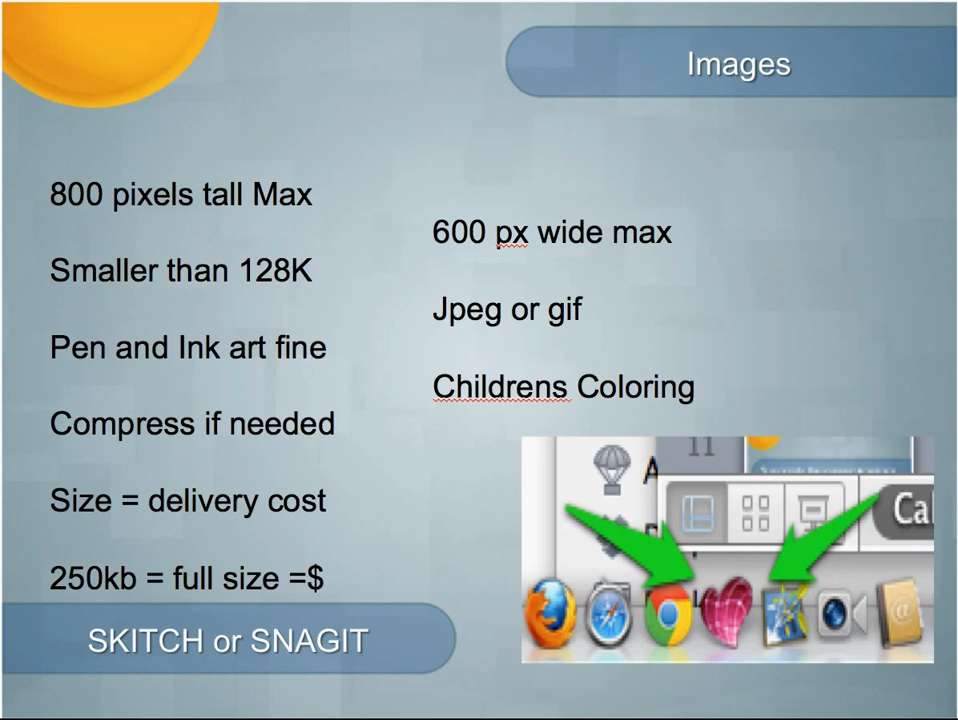 Images
800 pixels tall Max
Smaller than 128K
Pen and Ink art fine
Compress if needed
Size = delivery cost
250kb = full size =$
600 px wide max
Jpeg or gif
Childrens Coloring
11
Cal
SKITCH or SNAGIT